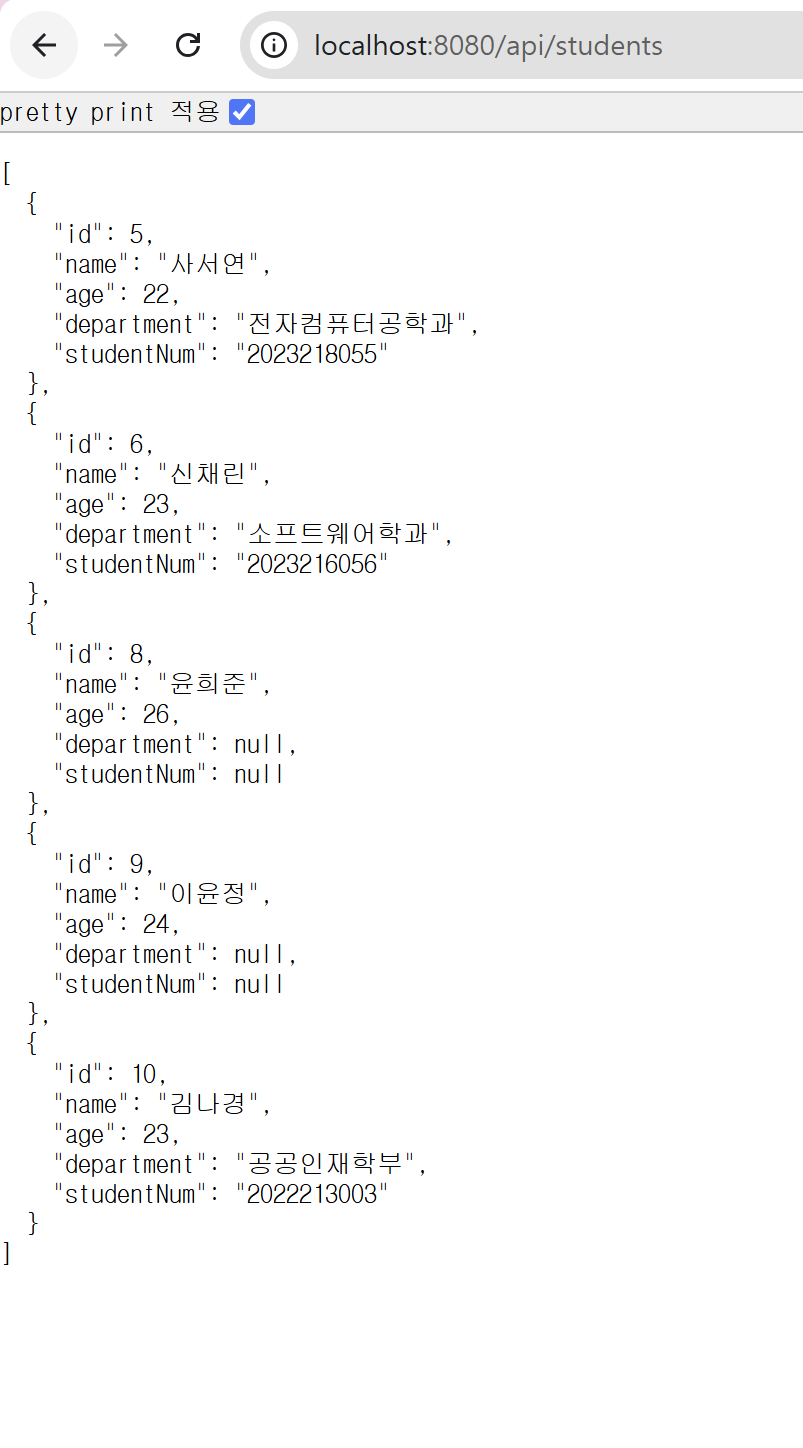 localhost:8080/api/students
pretty print 적용
[
  {
    "id": 5,
    "name": "사서연",
    "age": 22,
    "department": "전자컴퓨터공학과",
    "studentNum": "2023218055"
  },
  {
    "id": 6,
    "name": "신채린",
    "age": 23,
    "department": "소프트웨어학과",
    "studentNum": "2023216056"
  },
  {
    "id": 8,
    "name": "윤희준",
    "age": 26,
    "department": null,
    "studentNum": null
  },
  {
    "id": 9,
    "name": "이윤정",
    "age": 24,
    "department": null,
    "studentNum": null
  },
  {
    "id": 10,
    "name": "김나경",
    "age": 23,
    "department": "공공인재학부",
    "studentNum": "2022213003"
  }
]